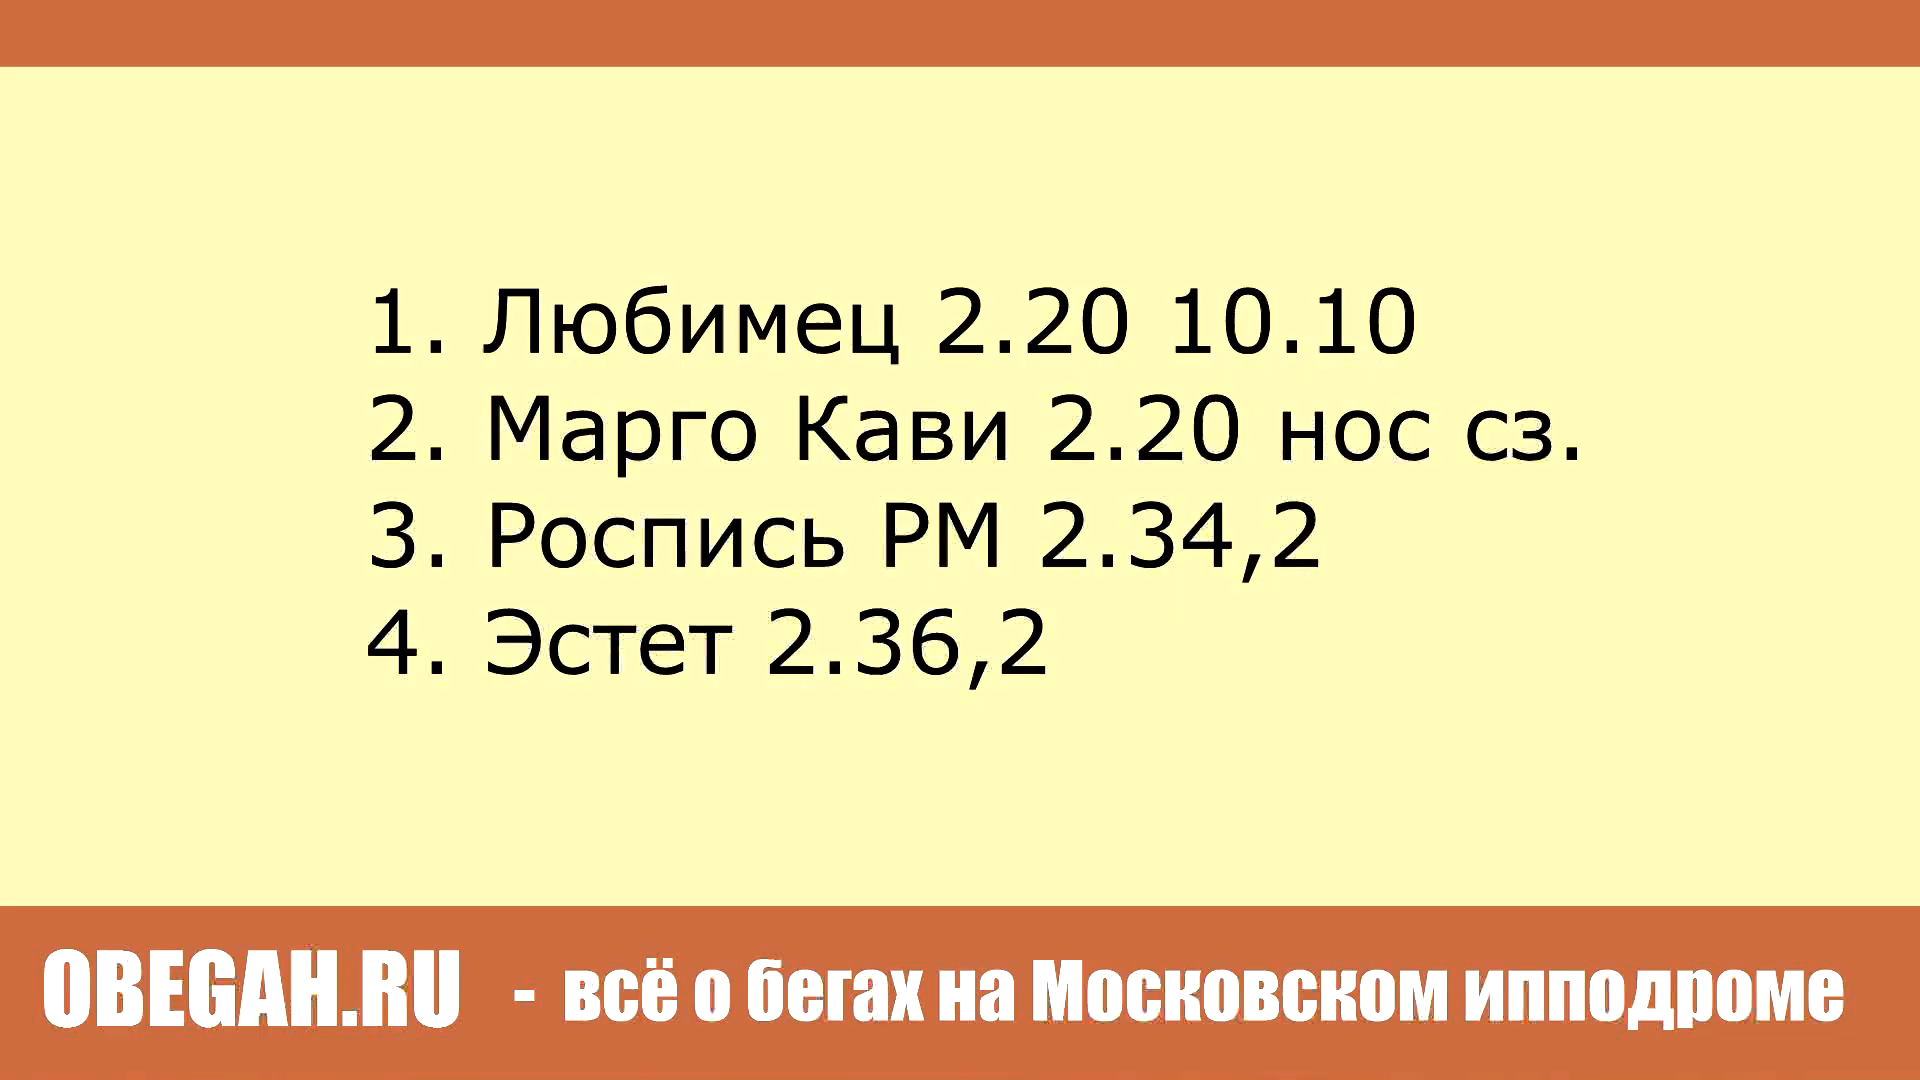 1. Любимец 2.20 10.10
2. Марго Кави 2.20 нос сз.
3. Роспись РМ 2.34,2
4. Эстет 2.36,2
OBEGAH.RU - всё о бегах на Московском ипподроме